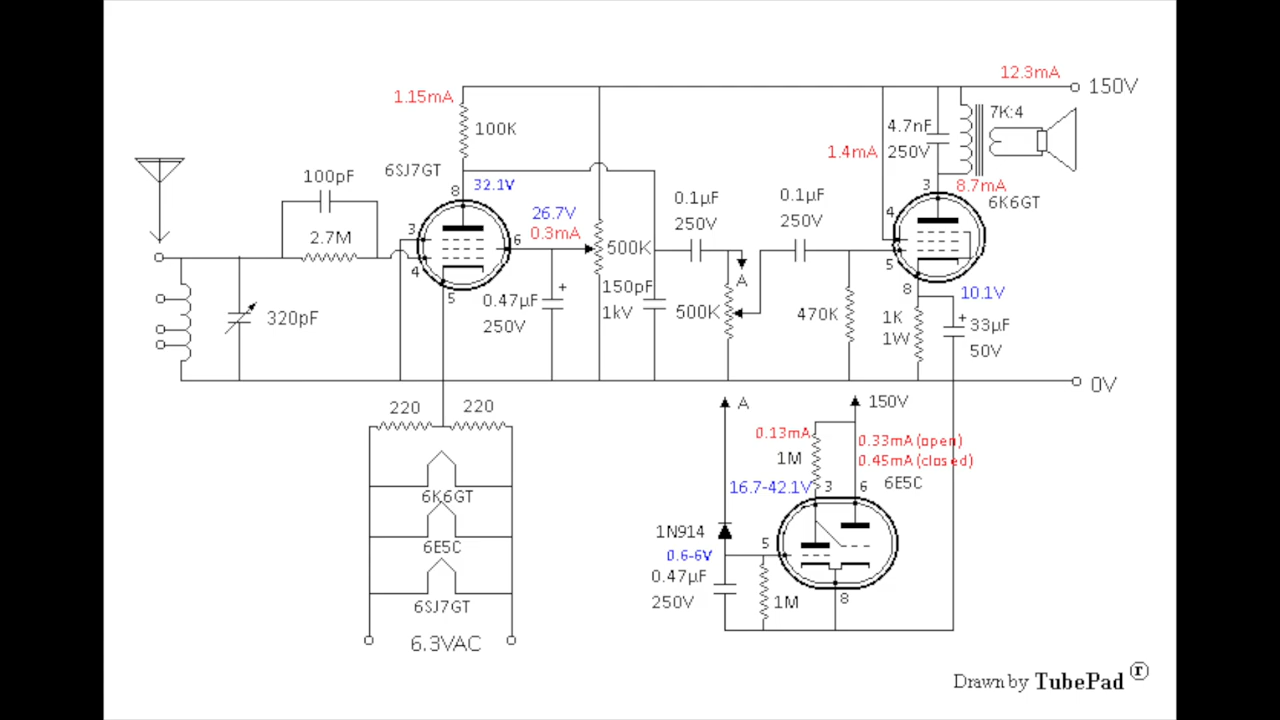 12.3mA
150V
1.15mA
100K
7K:4
4.7nF
250V
1.4mA
6SJ7GT
100pF
8
32.1V
3
8.7mA
6K6GT
0.1µF
250V
0.1µF
250V
26.7V
0.3mA
2.7M
3
6
4
4
5
500K
A
5
8
10.1V
150pF
1kV
0.47µF
+
250V
500K
470K
1K
1W
+
33µF
50V
320pF
0V
220
220
A
150V
0.13mA
0.33mA (open)
1M
0.45mA (closed)
16.7-42.1V
3
6
6E5C
6K6GT
6E5C
6SJ7GT
6.3VAC
1N914
5
0.6-6V
0.47µF
250V
1M
8
Drawn by TubePad ®